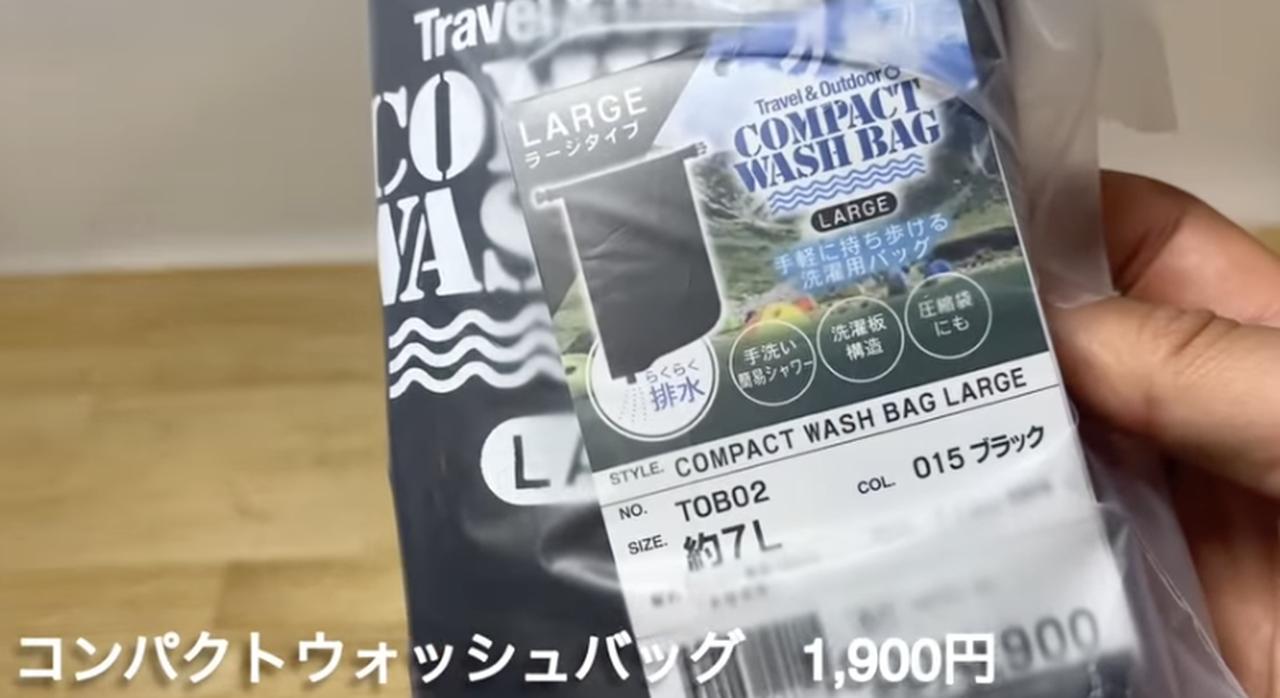 Travel
CO
WA
L
LARGE
ラージタイプ
Travel & Outdoor
COMPACT
WASH BAG
LARGE
手軽に持ち歩ける
洗濯用バッグ
らくらく
排水
手洗い
簡易シャワー
洗濯板
構造
圧縮袋
にも
STYLE. COMPACT WASH BAG LARGE
NO. TOB02 COL. 015 ブラック
SIZE. 約7L
900
コンパクトウォッシュバッグ 1,900円